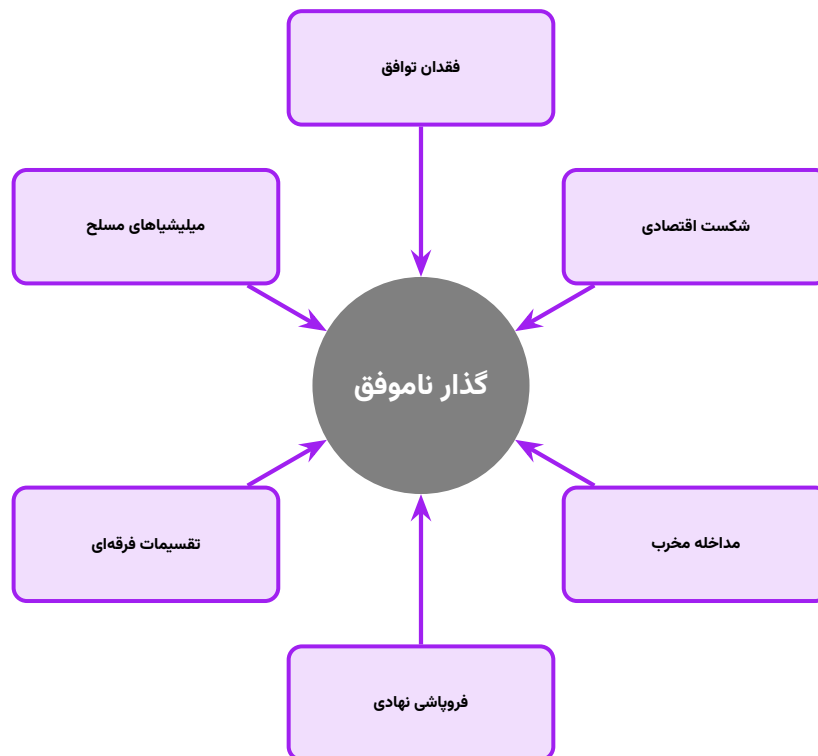 فقدان توافق
شکست اقتصادی
میلیشیاهای مسلح
گذار ناموفق
مداخله مخرب
تقسیمات فرقه‌ای
فروپاشی نهادی